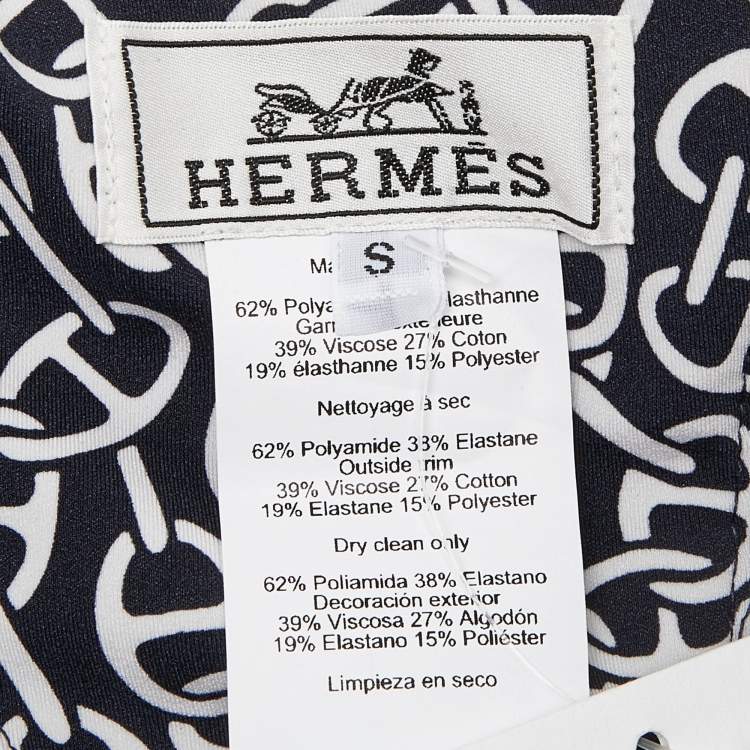 HERMÈS
S
62%
lasthanne
39% Viscose 27% Coton
19% élasthanne 15% Polyester
Nettoyage à sec
62% Polyamide 38% Elastane
Outside trim
39% Viscose 27% Cotton
19% Elastane 15% Polyester
Dry clean only
62% Poliamida 38% Elastano
Decoración exterior
39% Viscosa 27% Algodón
19% Elastano 15% Poliéster
Limpieza en seco